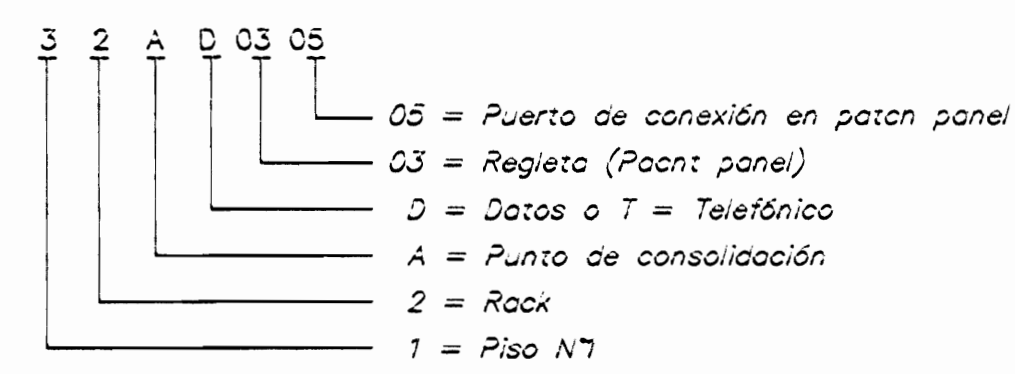 3 2 A D 03 05
05 = Puerto de conexión en patcn panel
03 = Regleta (Pacnt panel)
D = Datos o T = Telefónico
A = Punto de consolidación
2 = Rack
1 = Piso N°1